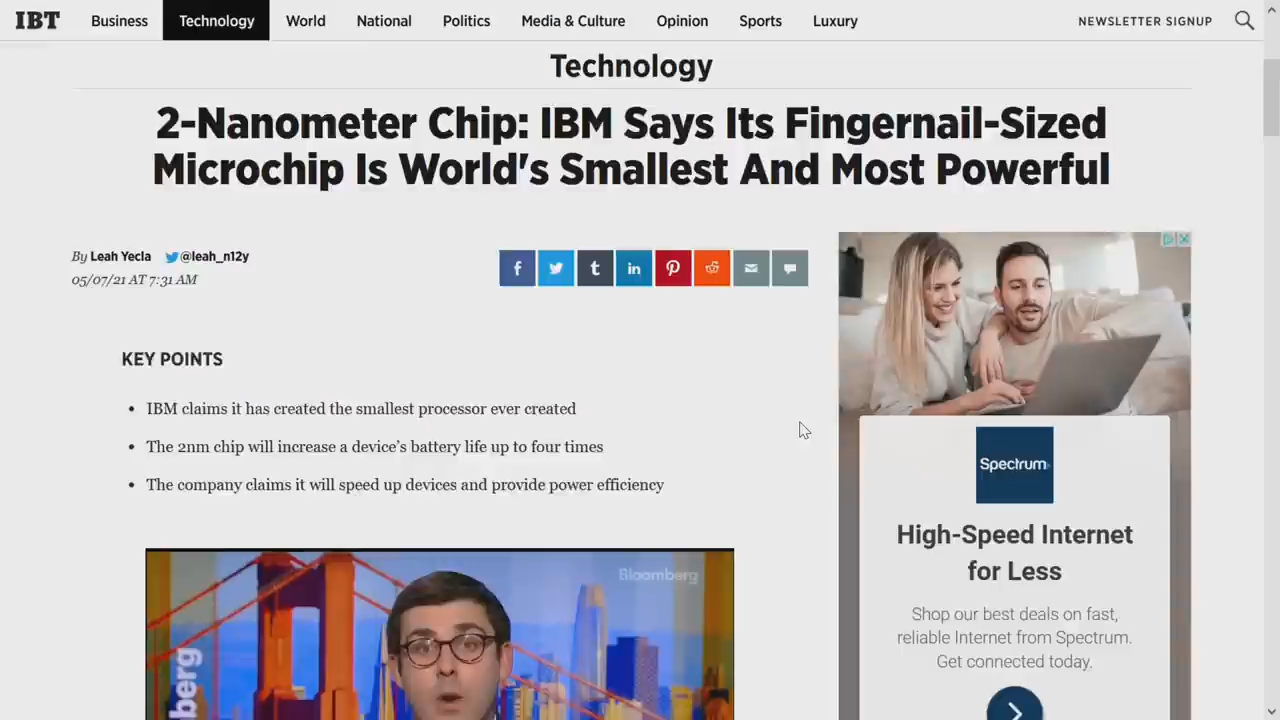 IBT Business Technology World National Politics Media & Culture Opinion Sports Luxury NEWSLETTER SIGNUP
Technology
2-Nanometer Chip: IBM Says Its Fingernail-Sized
Microchip Is World's Smallest And Most Powerful
By Leah Yecla @leah_n12y
05/07/21 AT 7:31 AM
KEY POINTS
• IBM claims it has created the smallest processor ever created
• The 2nm chip will increase a device’s battery life up to four times
• The company claims it will speed up devices and provide power efficiency
Bloomberg
berg
Spectrum
High-Speed Internet
for Less
Shop our best deals on fast,
reliable Internet from Spectrum.
Get connected today.